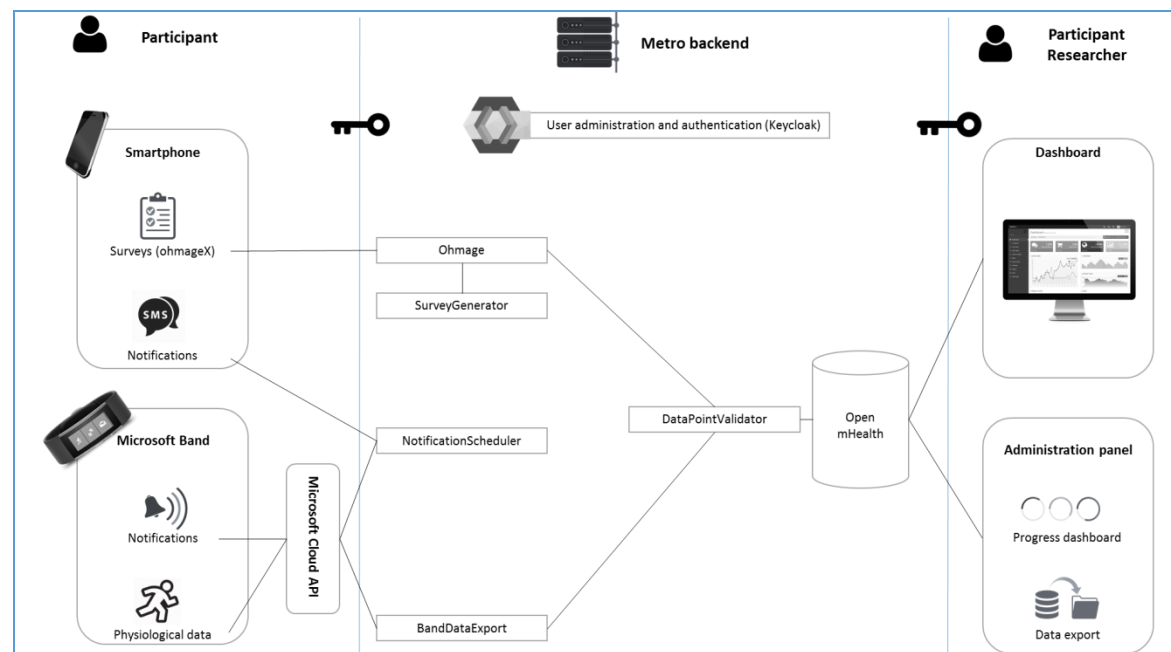 Participant
Metro backend
Participant
Researcher
User administration and authentication (Keycloak)
Smartphone
Surveys (ohmageX)
SMS
Notifications
Microsoft Band
Notifications
Physiological data
Microsoft Cloud API
Ohmage
SurveyGenerator
NotificationScheduler
BandDataExport
DataPointValidator
Open
mHealth
Dashboard
Administration panel
Progress dashboard
Data export